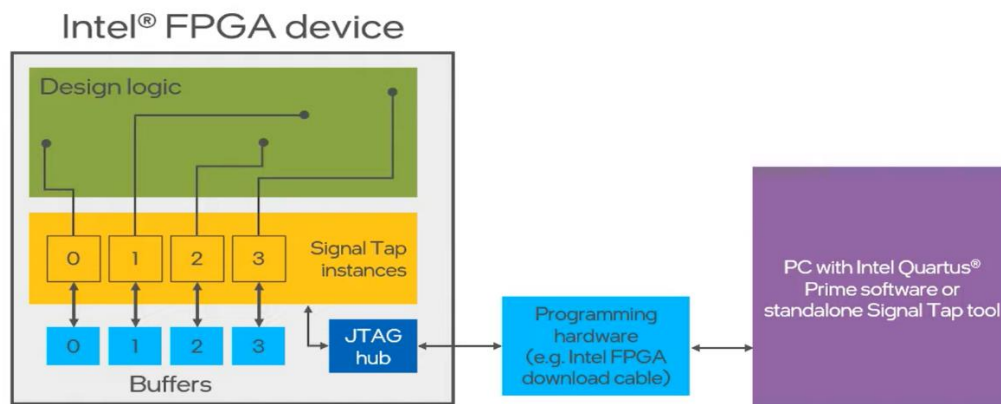 Intel® FPGA device
Design logic
0 1 2 3
Signal Tap
instances
0 1 2 3
Buffers
JTAG
hub
Programming
hardware
(e.g. Intel FPGA
download cable)
PC with Intel Quartus®
Prime software or
standalone Signal Tap tool